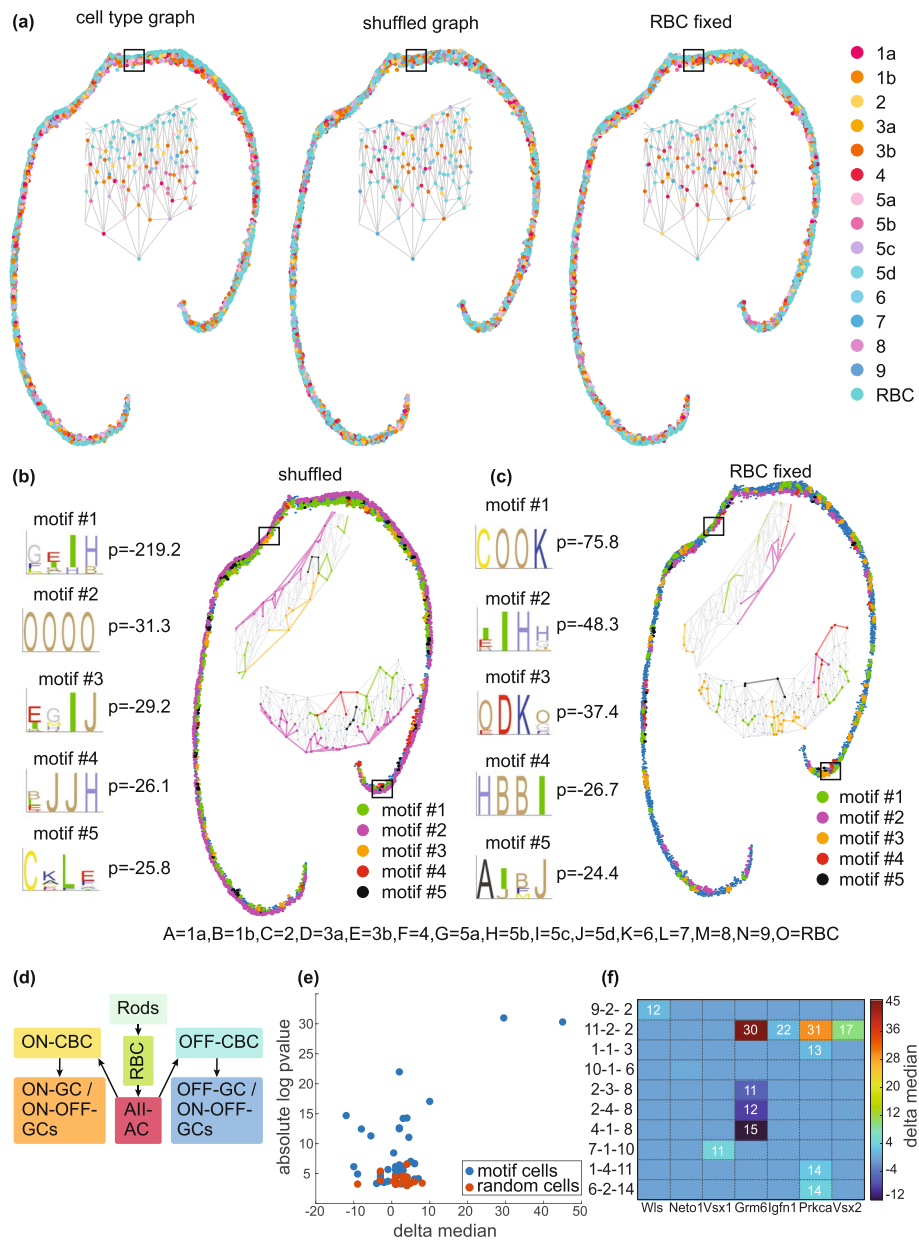 (a)
cell type graph
shuffled graph
RBC fixed
1a
1b
2
3a
3b
4
5a
5b
5c
5d
6
7
8
9
RBC
(b)
shuffled
motif #1
p=-219.2
motif #2
OOOO
p=-31.3
motif #3
p=-29.2
motif #4
p=-26.1
motif #5
p=-25.8
motif #1
motif #2
motif #3
motif #4
motif #5
(c)
RBC fixed
motif #1
COOK
p=-75.8
motif #2
p=-48.3
motif #3
p=-37.4
motif #4
HBBI
p=-26.7
motif #5
p=-24.4
motif #1
motif #2
motif #3
motif #4
motif #5
A=1a,B=1b,C=2,D=3a,E=3b,F=4,G=5a,H=5b,I=5c,J=5d,K=6,L=7,M=8,N=9,O=RBC
(d)
Rods
ON-CBC
RBC
OFF-CBC
ON-GC /
ON-OFF-
GCs
AII-
AC
OFF-GC /
ON-OFF-
GCs
(e)
absolute log pvalue
30
25
20
15
10
5
-20 -10 0 10 20 30 40 50
delta median
motif cells
random cells
(f)
9-2- 2
11-2- 2
1-1- 3
10-1- 6
2-3- 8
2-4- 8
4-1- 8
7-1-10
1-4-11
6-2-14
12
30 22 31 17
13
11
12
15
11
14
14
Wls Neto1 Vsx1 Grm6 Igfn1 Prkca Vsx2
45
36
28
20
12
4
-4
-12
delta median